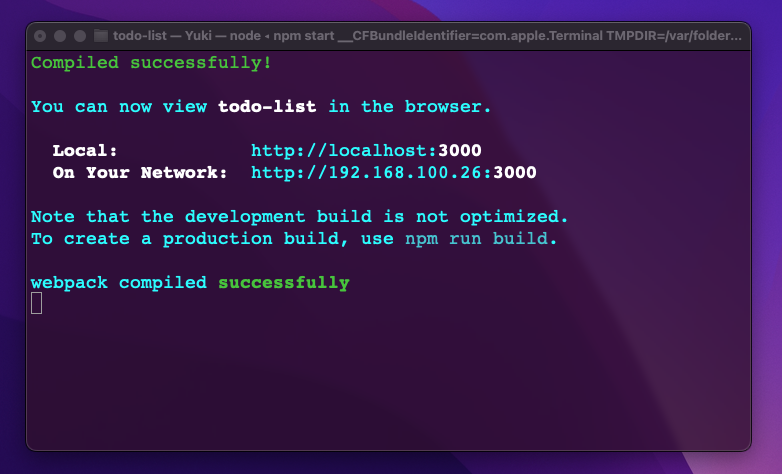 todo-list — Yuki — node ◂ npm start __CFBundleIdentifier=com.apple.Terminal TMPDIR=/var/folder...
Compiled successfully!
You can now view todo-list in the browser.
Local: http://localhost:3000
On Your Network: http://192.168.100.26:3000
Note that the development build is not optimized.
To create a production build, use npm run build.
webpack compiled successfully